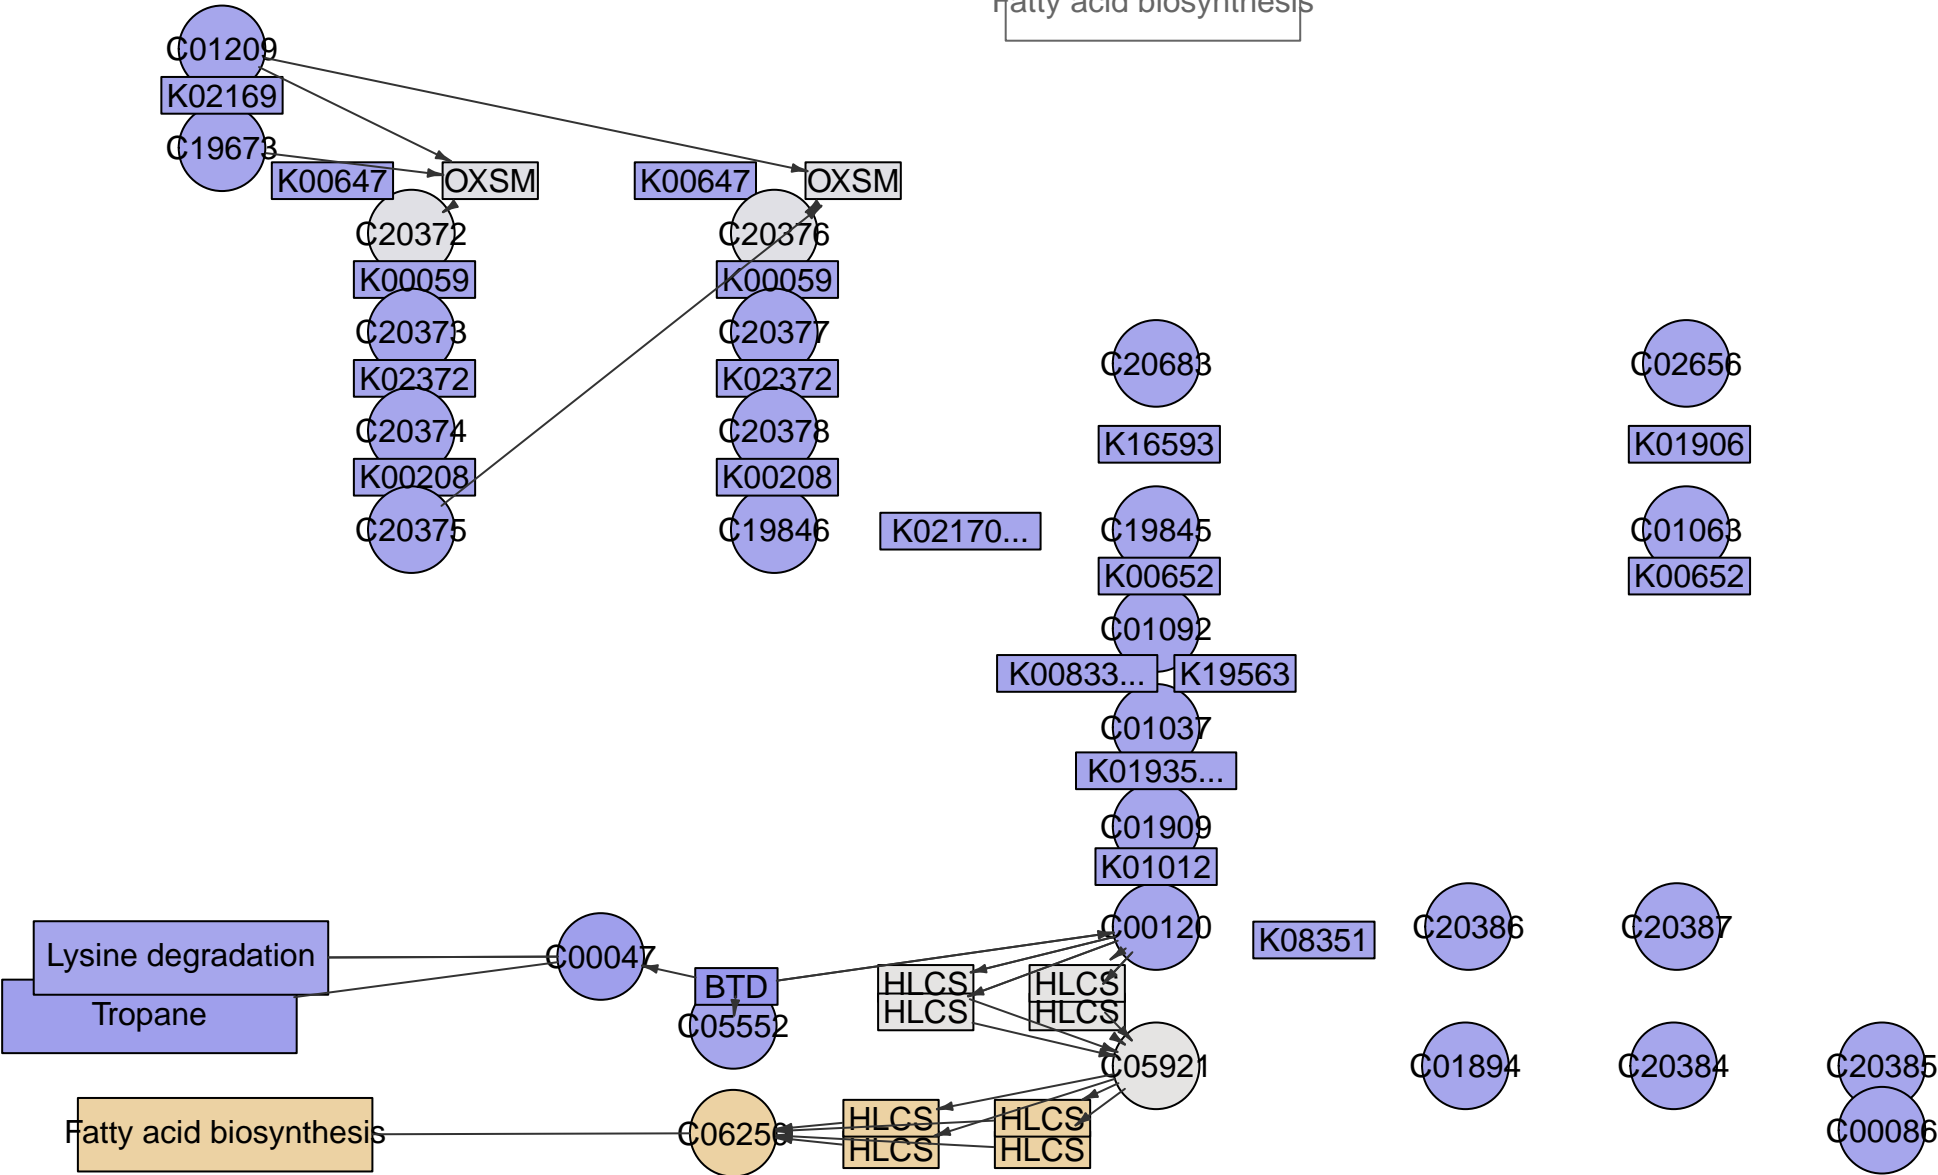 Fatty acid biosynthesis
C01209
K02169
C19673
K00647
OXSM
K00647
OXSM
C20372
C20376
K00059
K00059
C20373
C20377
C20683
C02656
K02372
K02372
C20374
C20378
K16593
K01906
K00208
K00208
C20375
C19846
K02170...
C19845
C01063
K00652
K00652
C01092
K00833...
K19563
C01037
K01935...
C01909
K01012
C00120
K08351
C20386
C20387
Lysine degradation
C00047
BTD
HLCS
HLCS
Tropane
C05552
HLCS
HLCS
C05921
C01894
C20384
C20385
Fatty acid biosynthesis
C06250
HLCS
HLCS
C00086
HLCS
HLCS